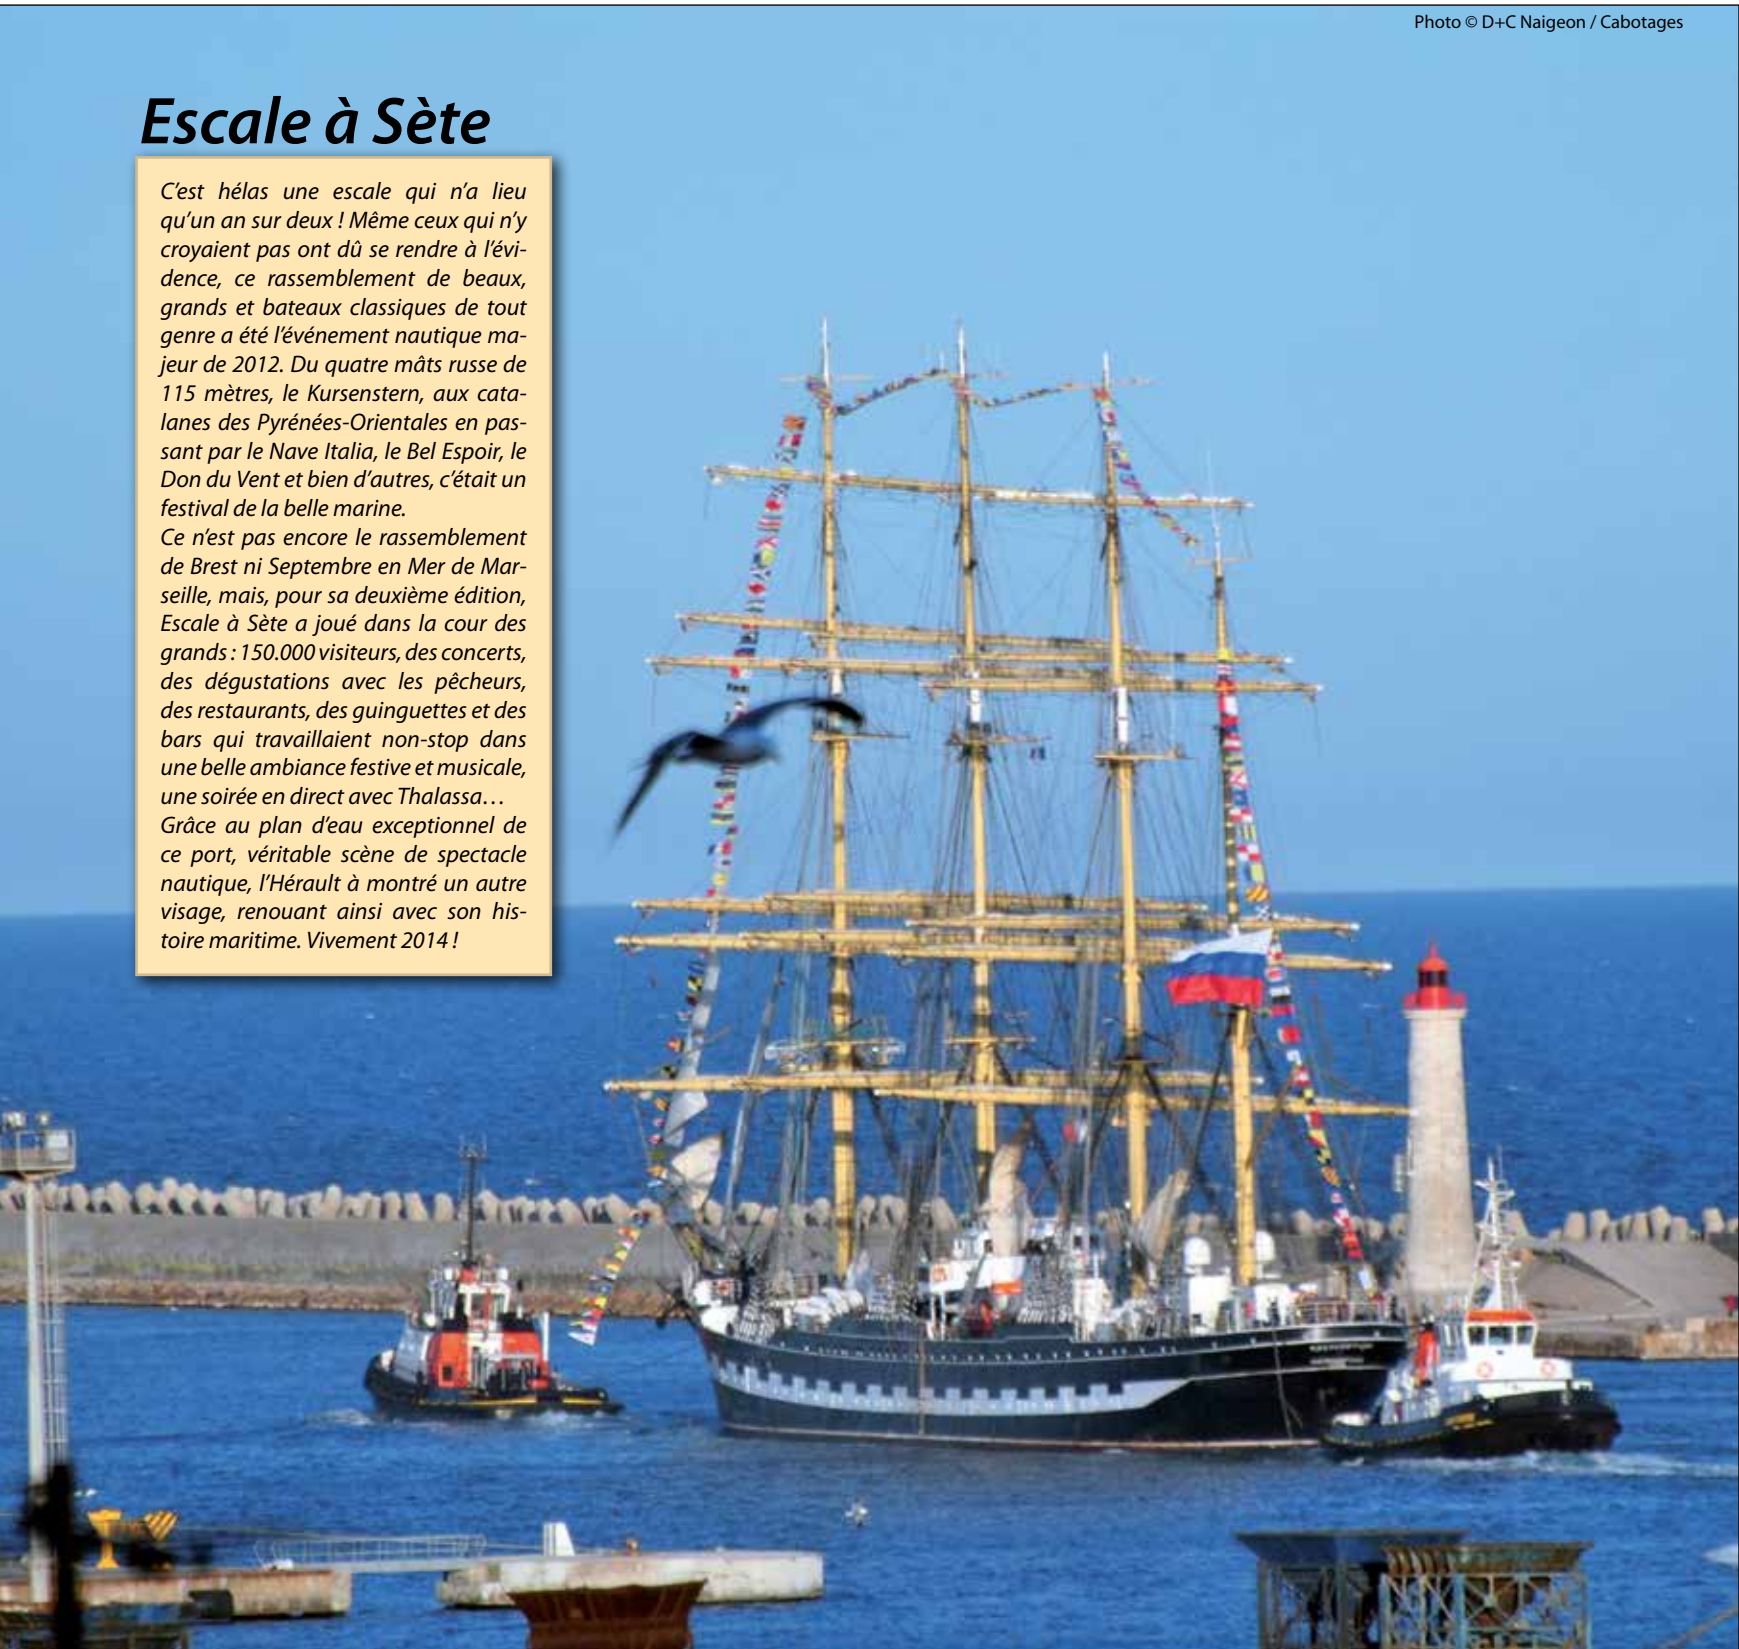 Photo © D+C Naigeon / Cabotages
Escale à Sète
C’est hélas une escale qui n’a lieu
qu’un an sur deux ! Même ceux qui n’y
croyaient pas ont dû se rendre à l’évi-
dence, ce rassemblement de beaux,
grands et bateaux classiques de tout
genre a été l’événement nautique ma-
jeur de 2012. Du quatre mâts russe de
115 mètres, le Kursenstern, aux cata-
lanes des Pyrénées-Orientales en pas-
sant par le Nave Italia, le Bel Espoir, le
Don du Vent et bien d’autres, c’était un
festival de la belle marine.
Ce n’est pas encore le rassemblement
de Brest ni Septembre en Mer de Mar-
seille, mais, pour sa deuxième édition,
Escale à Sète a joué dans la cour des
grands : 150.000 visiteurs, des concerts,
des dégustations avec les pêcheurs,
des restaurants, des guinguettes et des
bars qui travaillaient non-stop dans
une belle ambiance festive et musicale,
une soirée en direct avec Thalassa…
Grâce au plan d’eau exceptionnel de
ce port, véritable scène de spectacle
nautique, l’Hérault à montré un autre
visage, renouant ainsi avec son his-
toire maritime. Vivement 2014 !